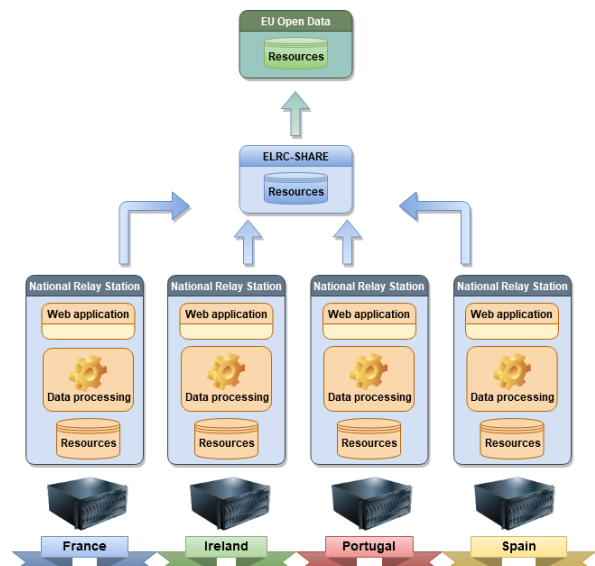 EU Open Data
Resources
ELRC-SHARE
Resources
National Relay Station
National Relay Station
National Relay Station
National Relay Station
Web application
Web application
Web application
Web application
Data processing
Data processing
Data processing
Data processing
Resources
Resources
Resources
Resources
France
Ireland
Portugal
Spain